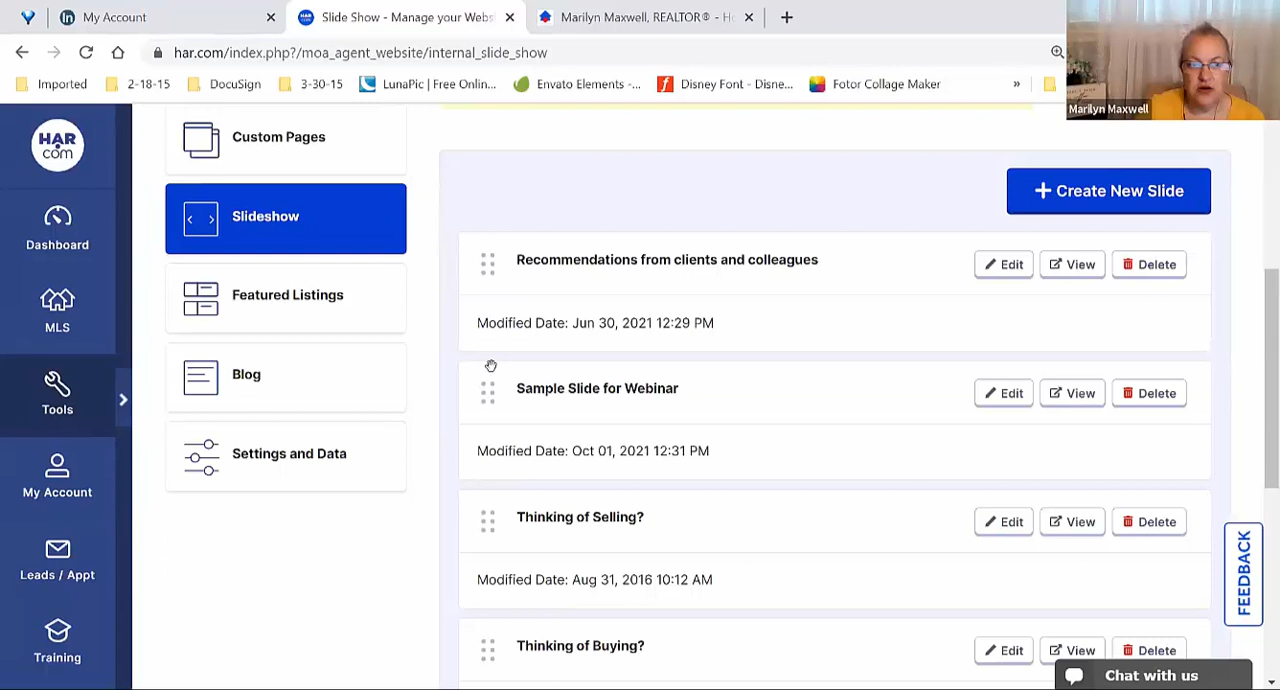 My Account
Slide Show - Manage your Webs
Marilyn Maxwell, REALTOR® - H
har.com/index.php?/moa_agent_website/internal_slide_show
Imported
2-18-15
DocuSign
3-30-15
LunaPic | Free Onlin...
Envato Elements -...
Disney Font - Disne...
Fotor Collage Maker
»
Marilyn Maxwell
HAR
com
Dashboard
MLS
Tools
My Account
Leads / Appt
Training
Custom Pages
Slideshow
Featured Listings
Blog
Settings and Data
+ Create New Slide
Recommendations from clients and colleagues
Edit
View
Delete
Modified Date: Jun 30, 2021 12:29 PM
Sample Slide for Webinar
Edit
View
Delete
Modified Date: Oct 01, 2021 12:31 PM
Thinking of Selling?
Edit
View
Delete
Modified Date: Aug 31, 2016 10:12 AM
Thinking of Buying?
Edit
View
Delete
FEEDBACK
Chat with us